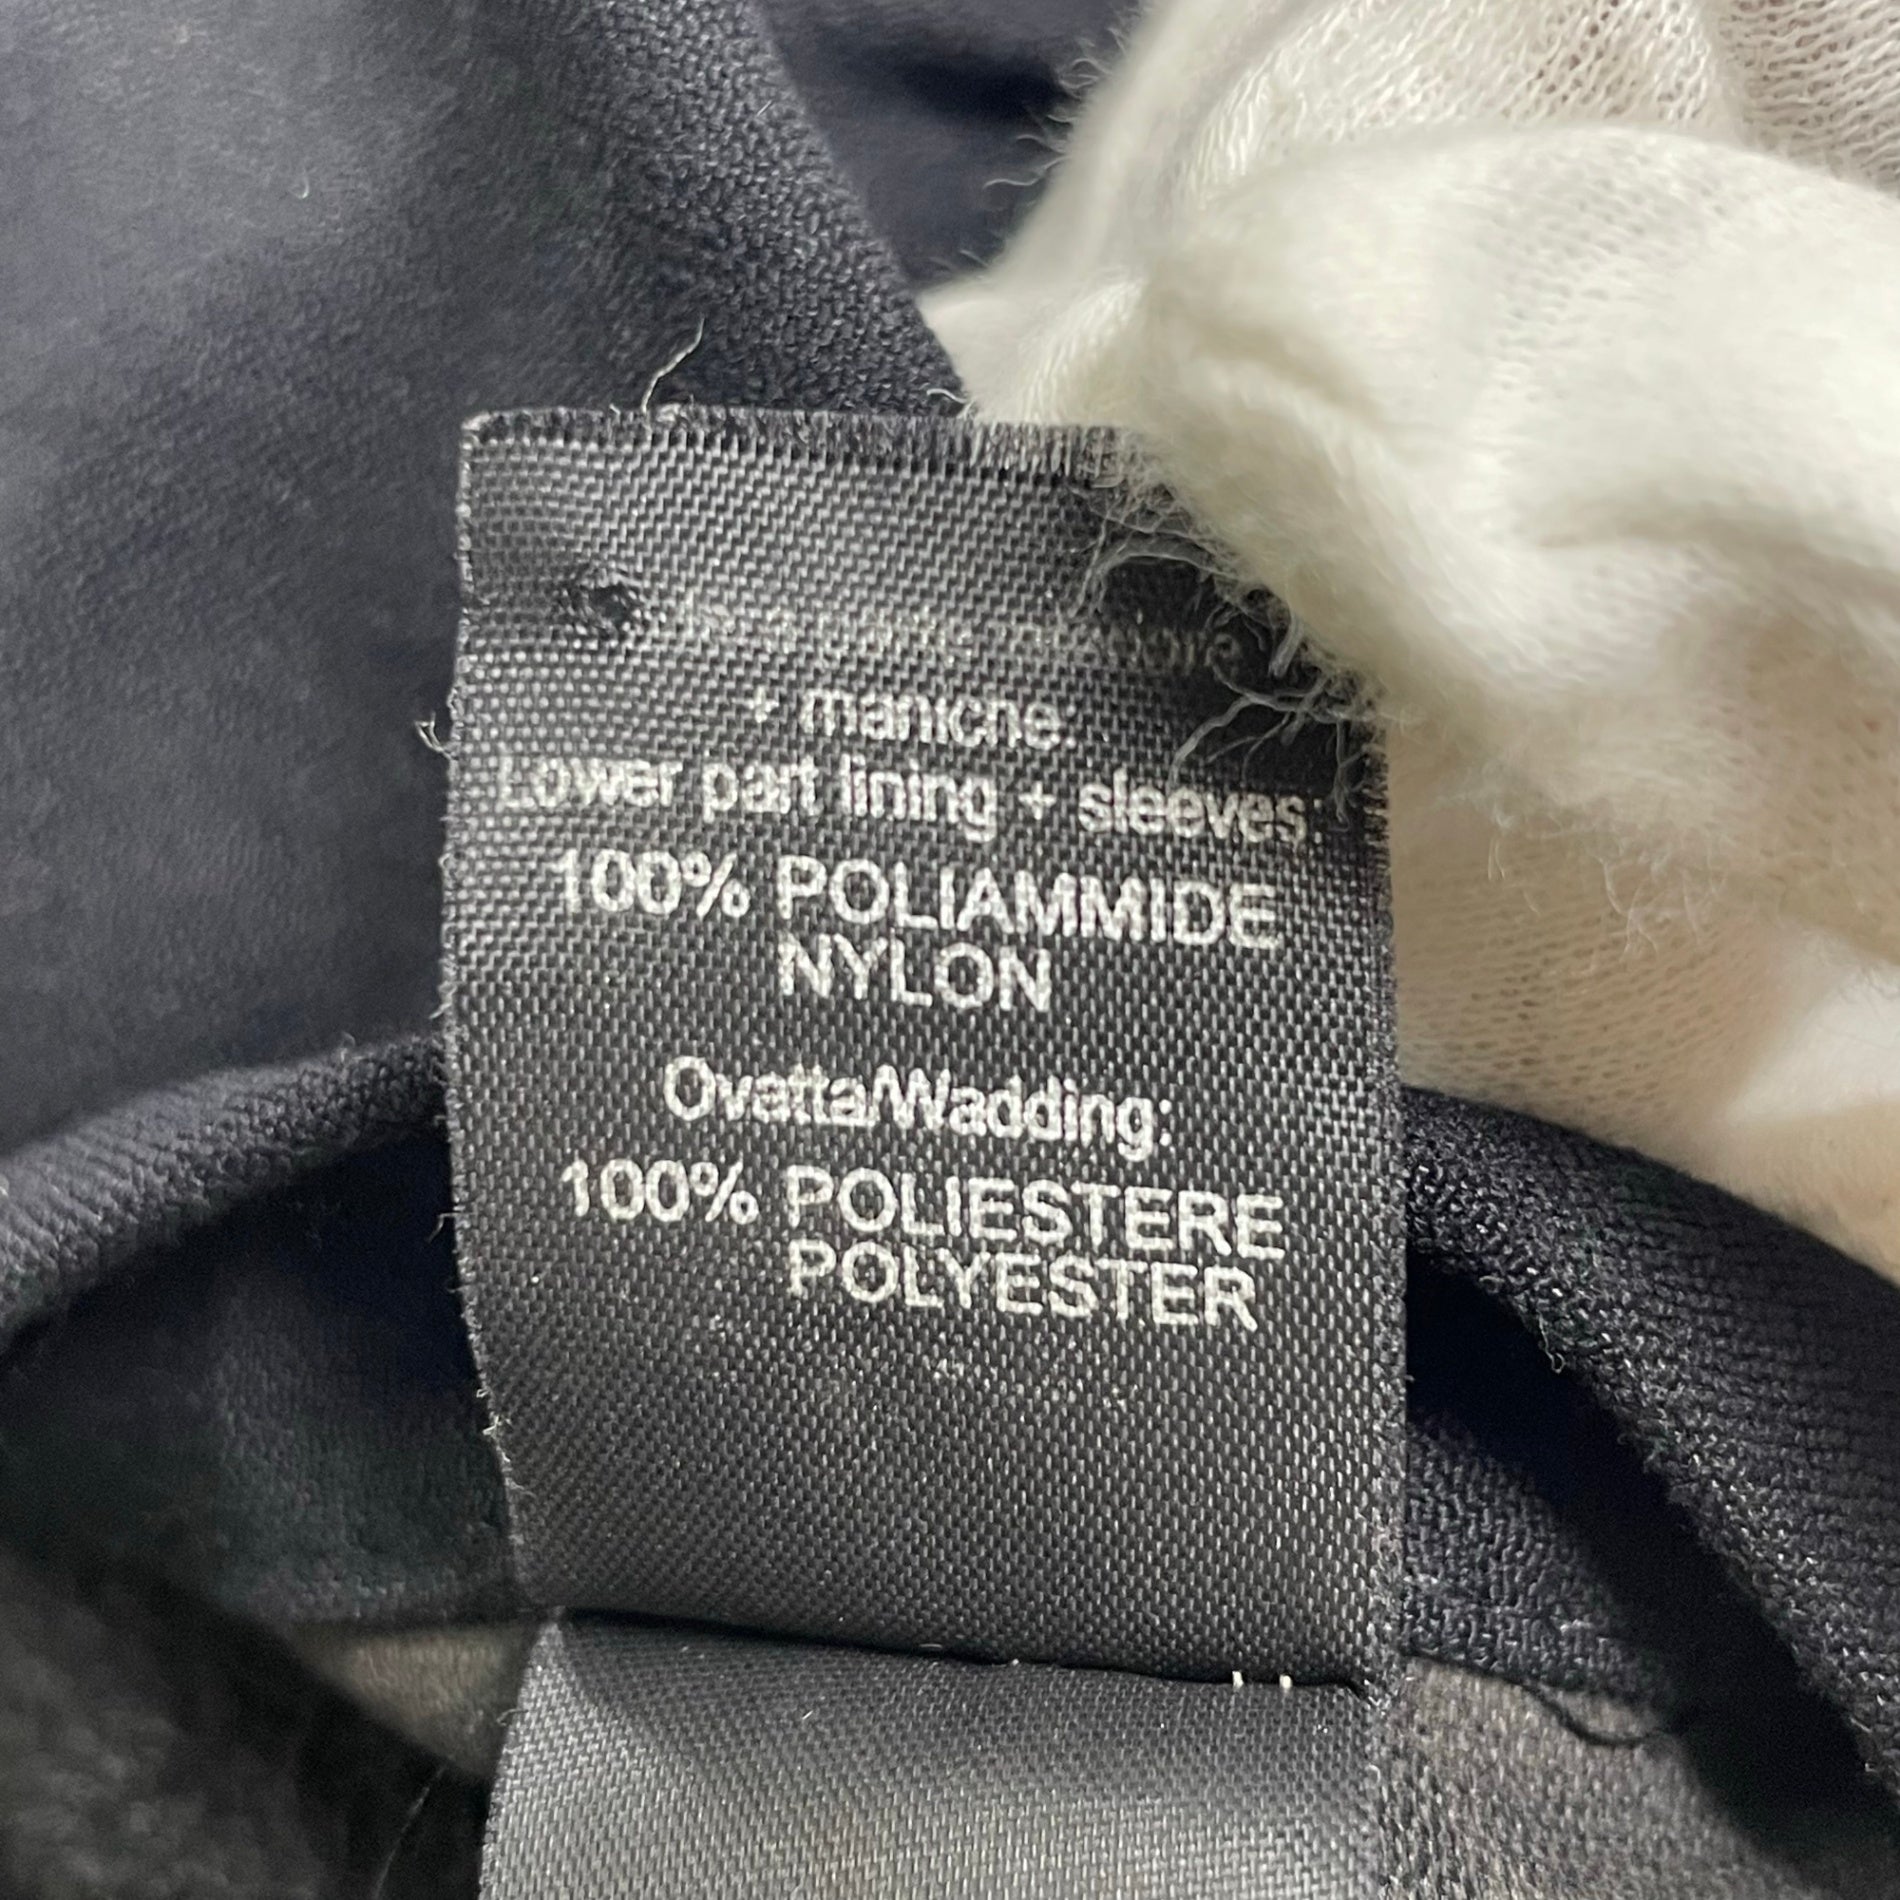 + maniche:
Lower part lining + sleeves:
100% POLIAMMIDE
NYLON
Ovatta/Wadding:
100% POLIESTERE
POLYESTER